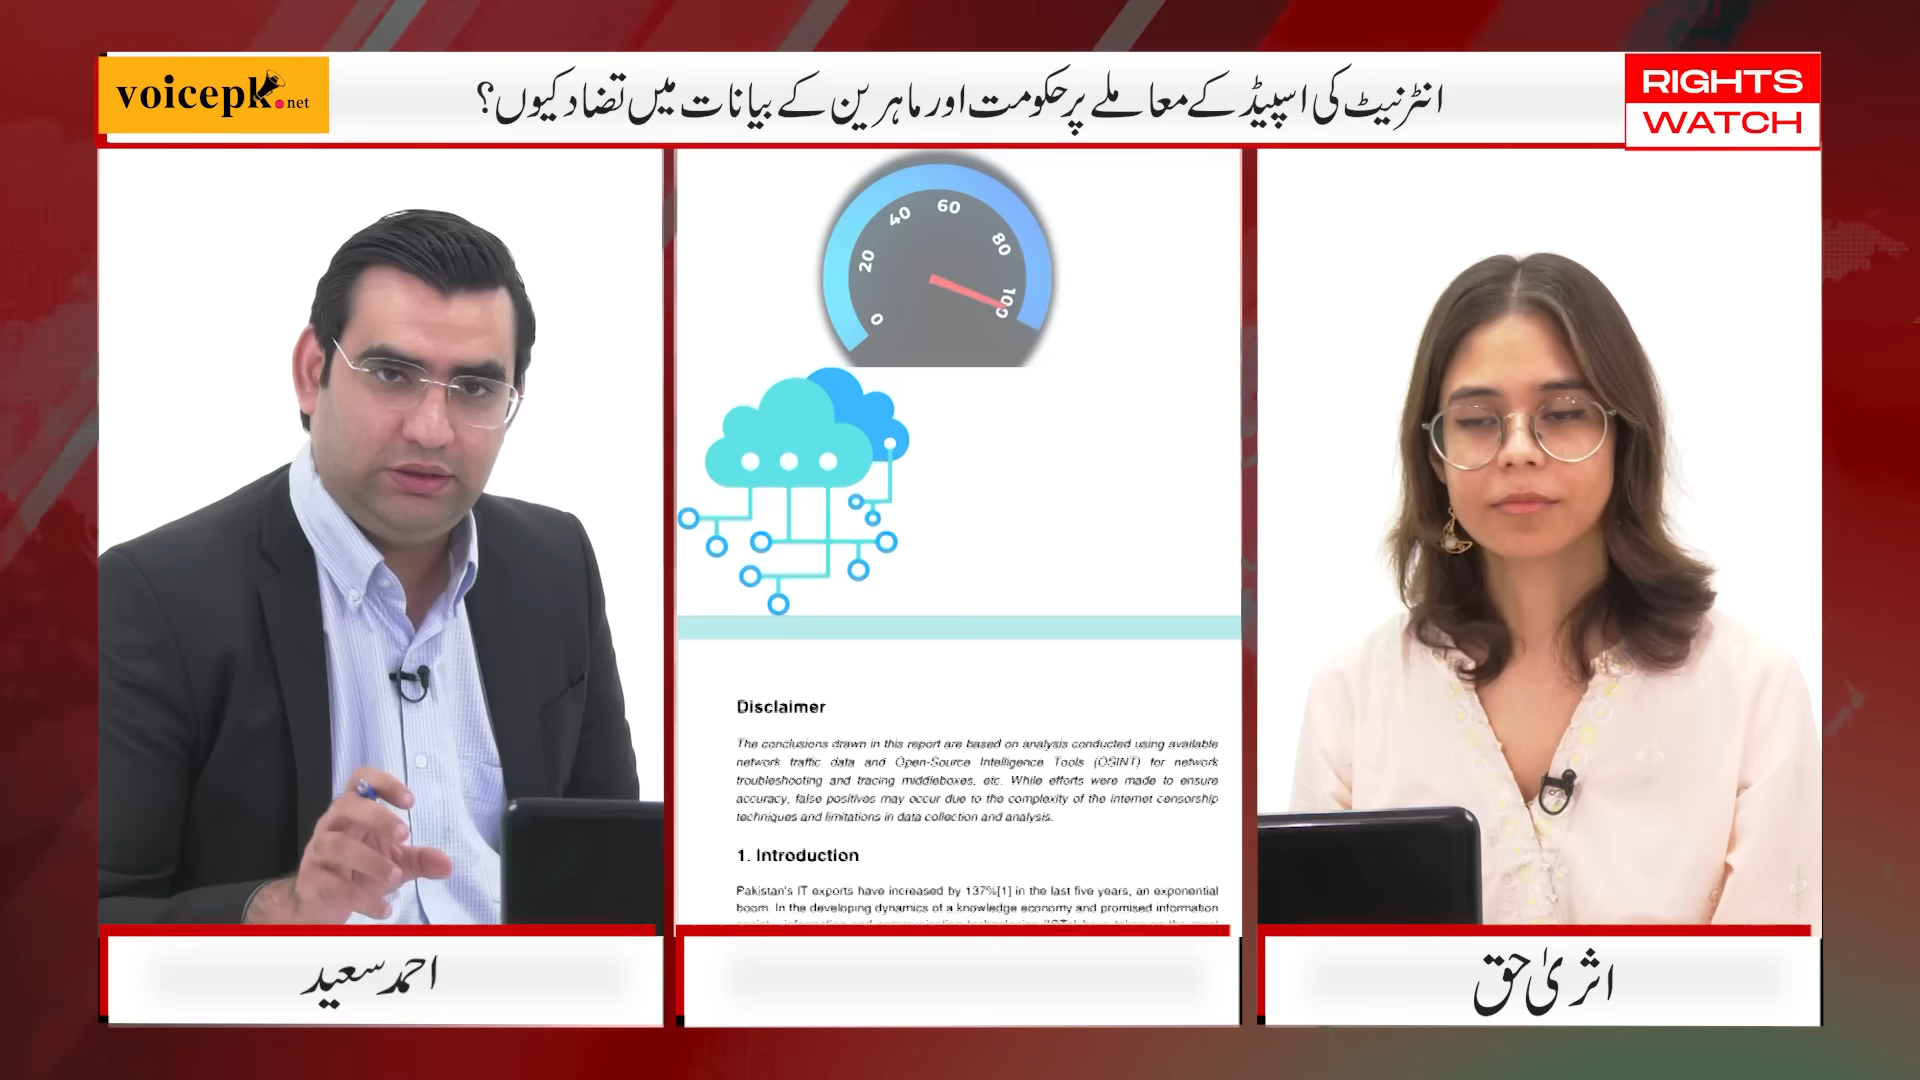 voicepk.net
انٹرنیٹ کی اسپیڈ کے معاملے پر حکومت اور ماہرین کے بیانات میں تضاد کیوں؟
RIGHTS
WATCH
0
20
40
60
80
100
Disclaimer
The conclusions drawn in this report are based on analysis conducted using available
network traffic data and Open-Source Intelligence Tools (OSINT) for network
troubleshooting and tracing middleboxes, etc. While efforts were made to ensure
accuracy, false positives may occur due to the complexity of the internet censorship
techniques and limitations in data collection and analysis.
1. Introduction
Pakistan's IT exports have increased by 137%[1] in the last five years, an exponential
boom. In the developing dynamics of a knowledge economy and promised information
احمد سعید
اثریٰ حق